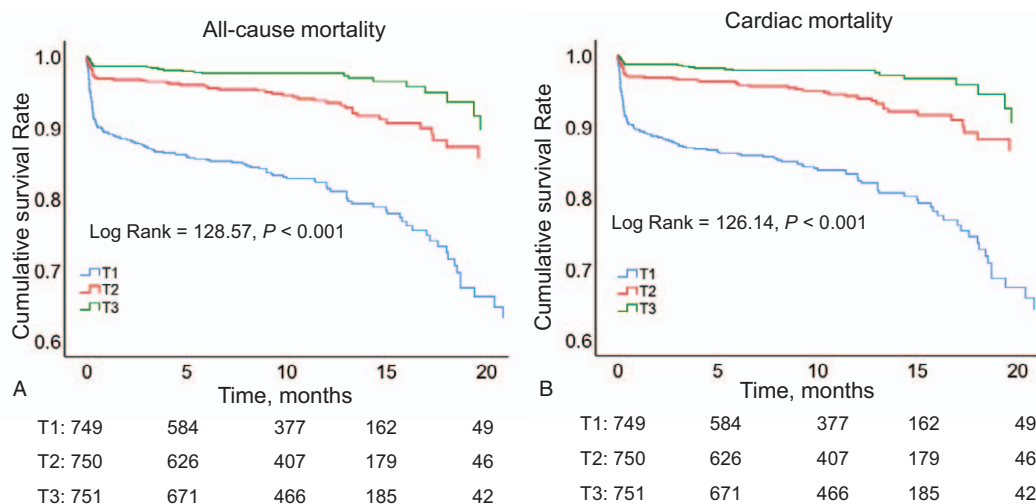 All-cause mortality
Cumulative survival Rate
1.0
0.9
0.8
0.7
0.6
Log Rank = 128.57, P < 0.001
T1
T2
T3
0 5 10 15 20
Time, months
A
T1: 749 584 377 162 49
T2: 750 626 407 179 46
T3: 751 671 466 185 42
Cardiac mortality
Cumulative survival Rate
1.0
0.9
0.8
0.7
0.6
Log Rank = 126.14, P < 0.001
T1
T2
T3
0 5 10 15 20
Time, months
B
T1: 749 584 377 162 49
T2: 750 626 407 179 46
T3: 751 671 466 185 42